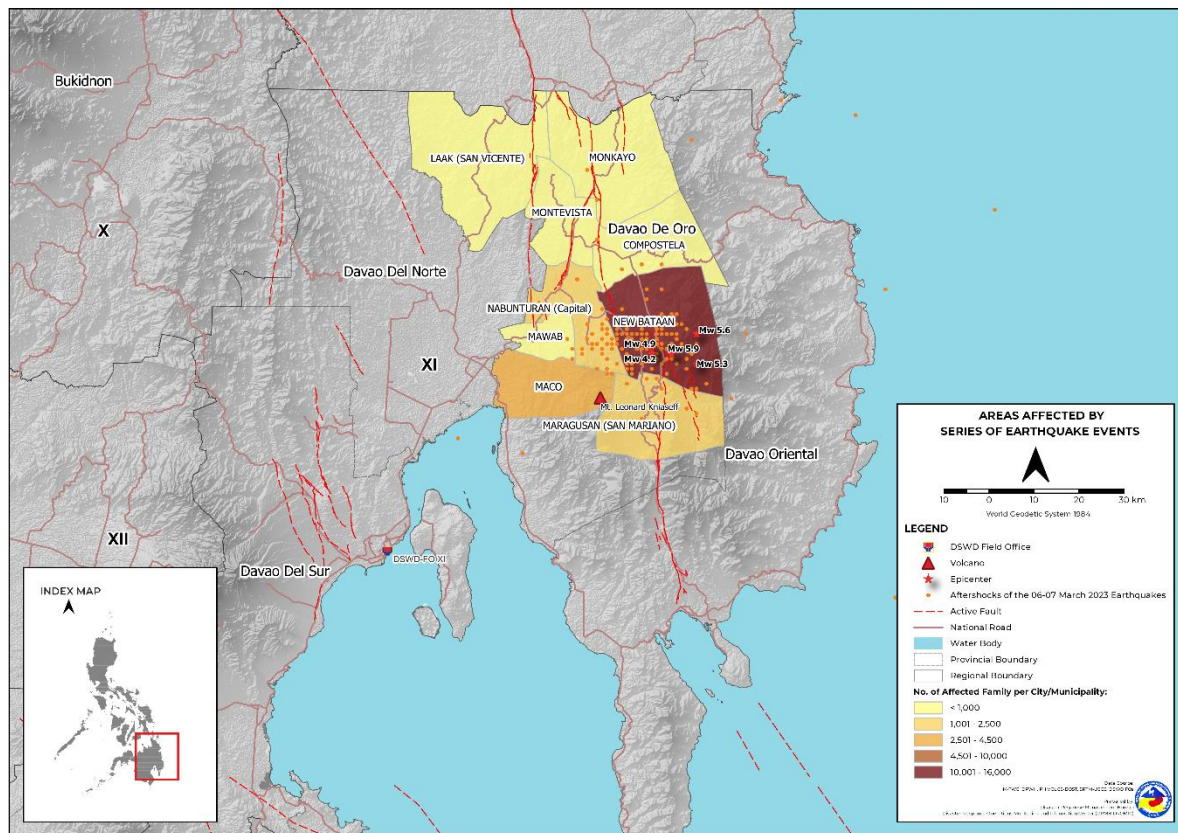 Bukidnon
LAAK (SAN VICENTE)
MONKAYO
MONTEVISTA
X
Davao De Oro
COMPOSTELA
Davao Del Norte
NABUNTURAN (Capital)
NEW BATAAN
Mw 5.6
MAWAB
Mw 4.9
Mw 5.9
Mw 4.2
Mw 5.3
XI
MACO
Mt. Leonard Kniaseff
MARAGUSAN (SAN MARIANO)
Davao Oriental
XII
DSWD-FO XI
Davao Del Sur
INDEX MAP
AREAS AFFECTED BY
SERIES OF EARTHQUAKE EVENTS
10 0 10 20 30 km
World Geodetic System 1984
LEGEND
DSWD Field Office
Volcano
Epicenter
Aftershocks of the 06-07 March 2023 Earthquakes
Active Fault
National Road
Water Body
Provincial Boundary
Regional Boundary
No. of Affected Family per City/Municipality:
< 1,000
1,001 - 2,500
2,501 - 4,500
4,501 - 10,000
10,001 - 16,000
Data Source:
Prepared by: